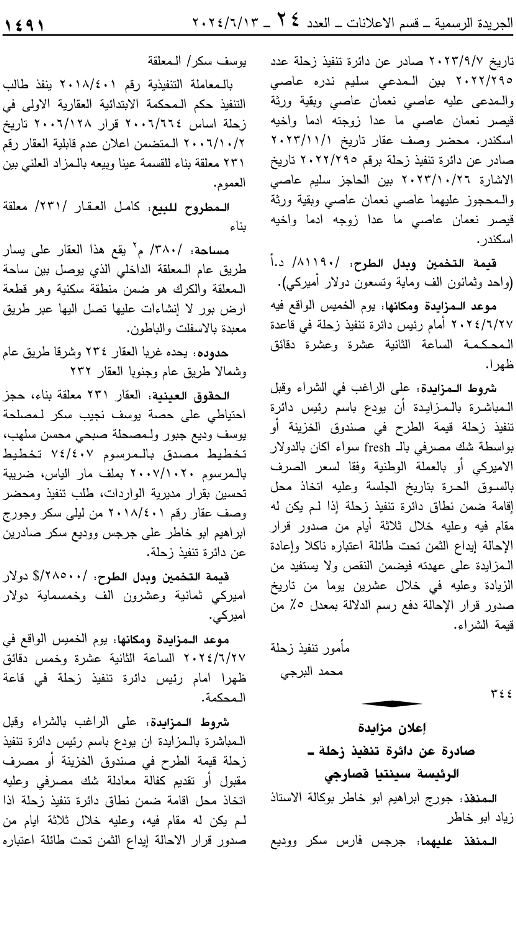 الجريدة الرسمية ــ قسم الاعلانات ــ العدد ٢٤ ــ ٢٠٢٤/٦/١٣
١٤٩١
تاريخ ٢٠٢٣/٩/٧ صادر عن دائرة تنفيذ زحلة عدد
٢٠٢٢/٢٩٥ بين المدعي سليم ندره عاصي
والمدعى عليه عاصي نعمان عاصي وبقية ورثة
قيصر نعمان عاصي ما عدا زوجته ادما واخيه
اسكندر. محضر وصف عقار تاريخ ٢٠٢٣/١١/١
صادر عن دائرة تنفيذ زحلة برقم ٢٠٢٢/٢٩٥ تاريخ
الاشارة ٢٠٢٣/١٠/٢٦ بين الحاجز سليم عاصي
والمحجوز عليهما عاصي نعمان عاصي وبقية ورثة
قيصر نعمان عاصي ما عدا زوجه ادما واخيه
اسكندر.
قيمة التخمين وبدل الطرح: /٨١١٩٠/ د.أ
(واحد وثمانون الف وماية وتسعون دولار أميركي).
موعد المزايدة ومكانها: يوم الخميس الواقع فيه
٢٠٢٤/٦/٢٧ أمام رئيس دائرة تنفيذ زحلة في قاعدة
المحكمة الساعة الثانية عشرة وعشرة دقائق
ظهرا.
شروط المزايدة: على الراغب في الشراء وقبل
المباشرة بالمزايدة أن يودع باسم رئيس دائرة
تنفيذ زحلة قيمة الطرح في صندوق الخزينة أو
بواسطة شك مصرفي بالـ fresh سواء اكان بالدولار
الاميركي أو بالعملة الوطنية وفقا لسعر الصرف
بالسوق الحرة بتاريخ الجلسة وعليه اتخاذ محل
إقامة ضمن نطاق دائرة تنفيذ زحلة إذا لم يكن له
مقام فيه وعليه خلال ثلاثة أيام من صدور قرار
الإحالة إيداع الثمن تحت طائلة اعتباره ناكلا وإعادة
المزايدة على عهدته فيضمن النقص ولا يستفيد من
الزيادة وعليه في خلال عشرين يوما من تاريخ
صدور قرار الإحالة دفع رسم الدلالة بمعدل ٥٪ من
قيمة الشراء.
مأمور تنفيذ زحلة
محمد البرجي
٣٤٤
إعلان مزايدة
صادرة عن دائرة تنفيذ زحلة ــ
الرئيسة سينتيا قصارجي
المنفذ: جورج ابراهيم ابو خاطر بوكالة الاستاذ
زياد ابو خاطر
المنفذ عليهما: جرجس فارس سكر ووديع
يوسف سكر/ المعلقة
بالمعاملة التنفيذية رقم ٢٠١٨/٤٠١ ينفذ طالب
التنفيذ حكم المحكمة الابتدائية العقارية الاولى في
زحلة اساس ٢٠٠٦/٦٦٤ قرار ٢٠٠٦/١٢٨ تاريخ
٢٠٠٦/١٠/٢ المتضمن اعلان عدم قابلية العقار رقم
٢٣١ معلقة بناء للقسمة عينا وبيعه بالمزاد العلني بين
العموم.
المطروح للبيع: كامل العقار /٢٣١/ معلقة
بناء
مساحة: /٣٨٠/ م٢ يقع هذا العقار على يسار
طريق عام المعلقة الداخلي الذي يوصل بين ساحة
المعلقة والكرك هو ضمن منطقة سكنية وهو قطعة
ارض بور لا إنشاءات عليها تصل اليها عبر طريق
معبدة بالاسفلت والباطون.
حدوده: يحده غربا العقار ٢٣٤ وشرقا طريق عام
وشمالا طريق عام وجنوبا العقار ٢٣٢
الحقوق العينية: العقار ٢٣١ معلقة بناء، حجز
احتياطي على حصة يوسف نجيب سكر لمصلحة
يوسف وديع جبور ولمصحلة صبحي محسن سلهب،
تخطيط مصدق بالمرسوم ٧٤/٤٠٧ تخطيط
بالمرسوم ٢٠٠٧/١٠٢٠ بملف مار الياس، ضريبة
تحسين بقرار مديرية الواردات، طلب تنفيذ ومحضر
وصف عقار رقم ٢٠١٨/٤٠١ من ليلى سكر وجورج
ابراهيم ابو خاطر على جرجس ووديع سكر صادرين
عن دائرة تنفيذ زحلة.
قيمة التخمين وبدل الطرح: /٢٨٥٠٠/$ دولار
اميركي ثمانية وعشرون الف وخمسماية دولار
اميركي.
موعد المزايدة ومكانها: يوم الخميس الواقع في
٢٠٢٤/٦/٢٧ الساعة الثانية عشرة وخمس دقائق
ظهرا امام رئيس دائرة تنفيذ زحلة في قاعة
المحكمة.
شروط المزايدة: على الراغب بالشراء وقبل
المباشرة بالمزايدة ان يودع باسم رئيس دائرة تنفيذ
زحلة قيمة الطرح في صندوق الخزينة أو مصرف
مقبول أو تقديم كفالة معادلة شك مصرفي وعليه
اتخاذ محل اقامة ضمن نطاق دائرة تنفيذ زحلة اذا
لم يكن له مقام فيه، وعليه خلال ثلاثة ايام من
صدور قرار الاحالة إيداع الثمن تحت طائلة اعتباره